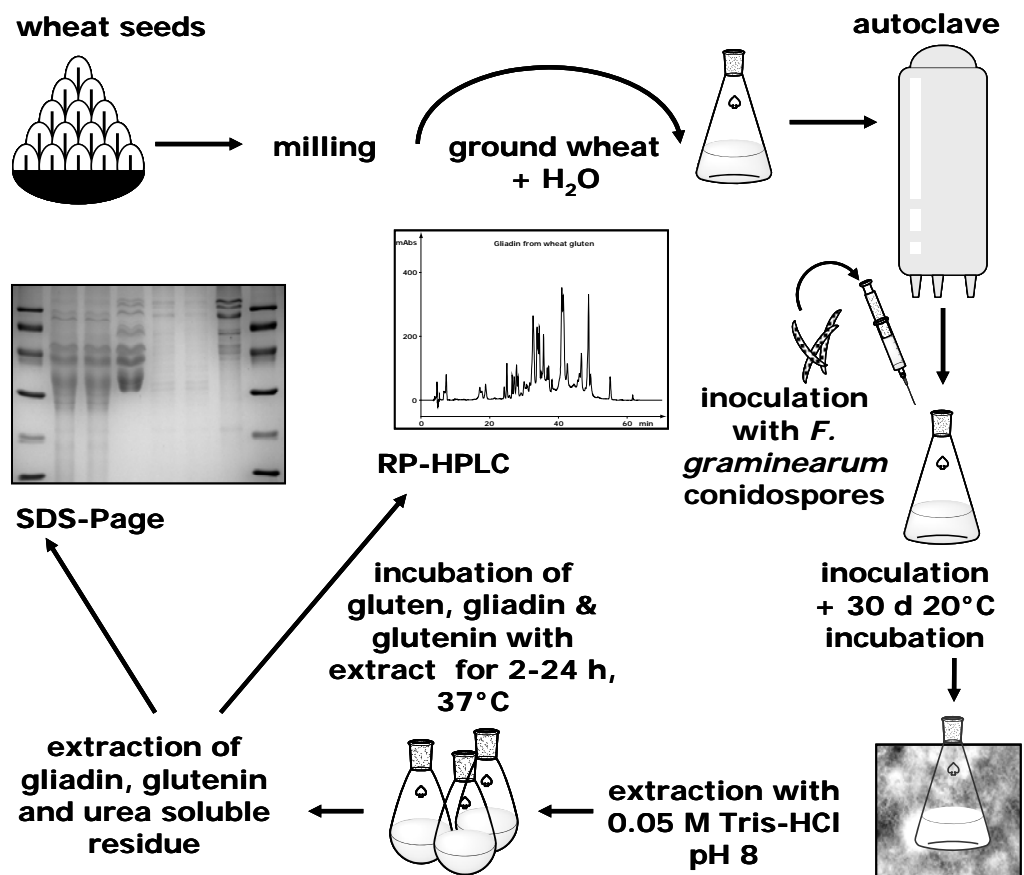 wheat seeds
autoclave
milling
ground wheat
+ H₂O
mAbs
Gliadin from wheat gluten
400
200
0
0
20
40
60
min
RP-HPLC
SDS-Page
inoculation
with F.
graminearum
conidospores
inoculation
+ 30 d 20°C
incubation
incubation of
gluten, gliadin &
glutenin with
extract for 2-24 h,
37°C
extraction with
0.05 M Tris-HCl
pH 8
extraction of
gliadin, glutenin
and urea soluble
residue